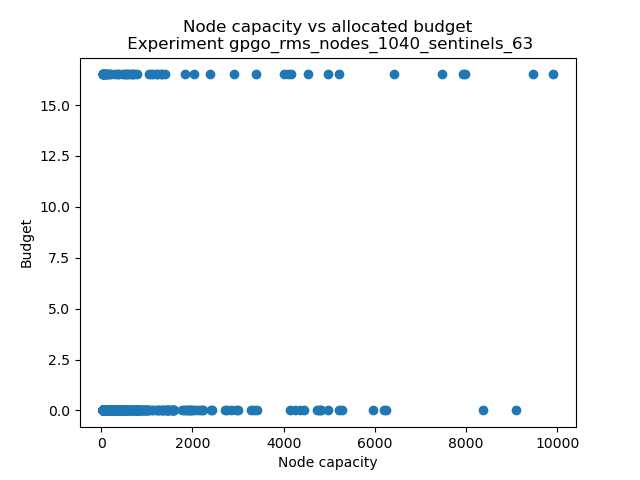 Node capacity vs allocated budget
Experiment gpgo_rms_nodes_1040_sentinels_63
15.0
12.5
10.0
7.5
5.0
2.5
0.0
Budget
0 2000 4000 6000 8000 10000
Node capacity